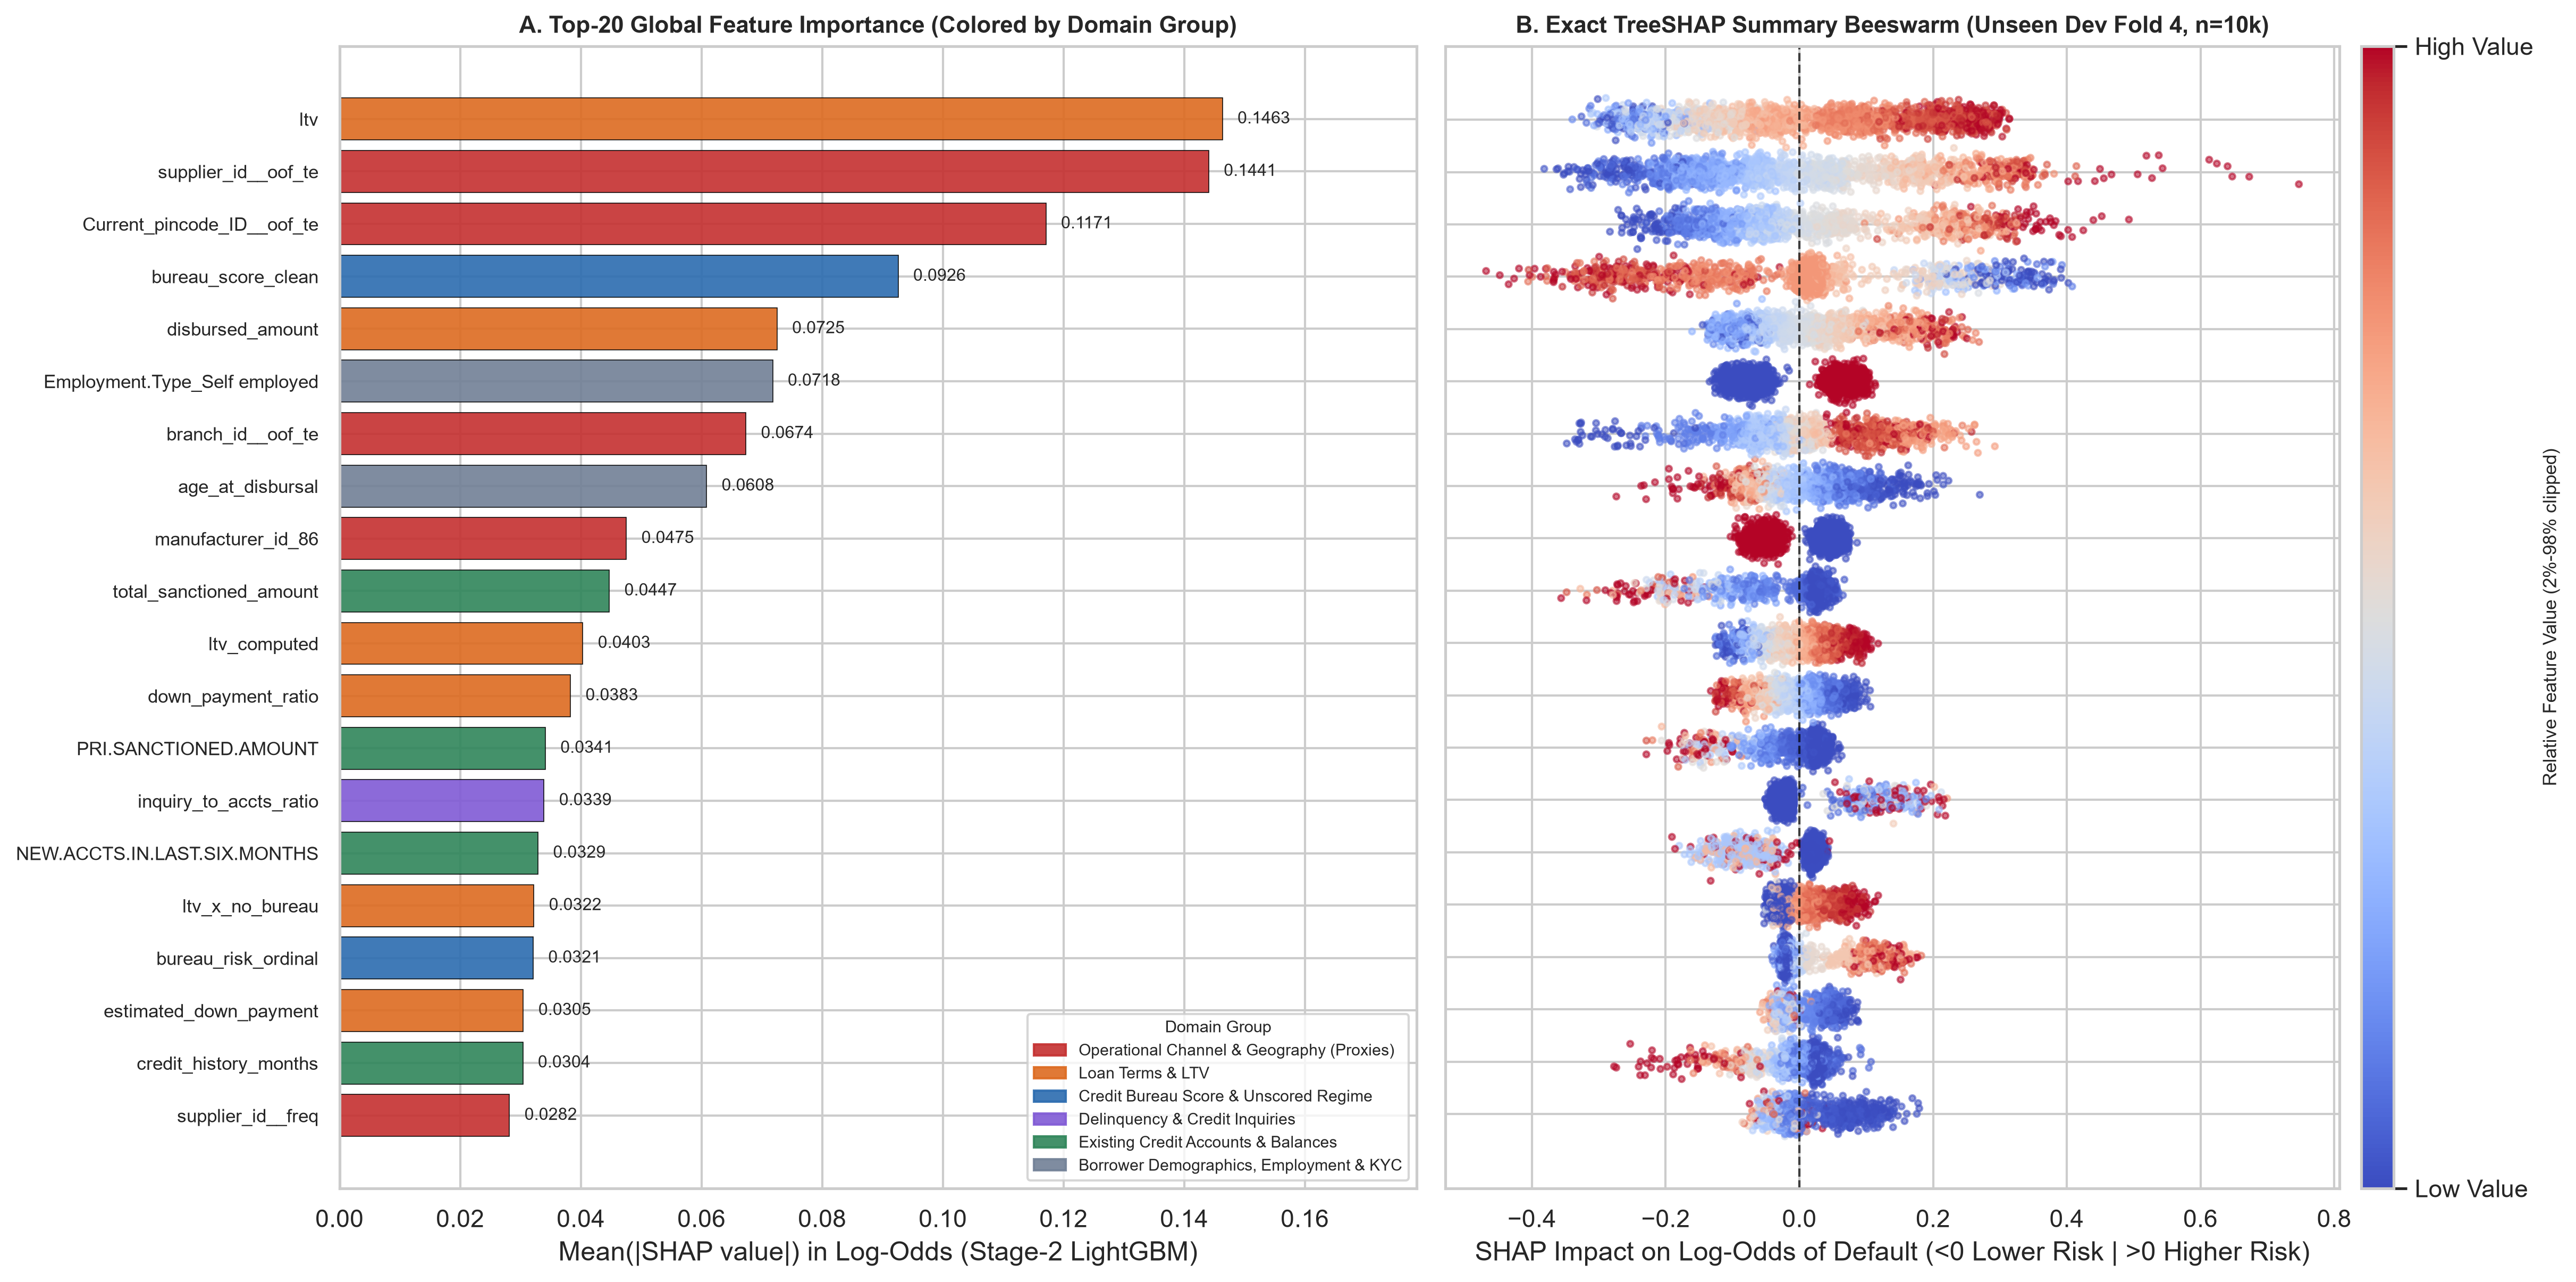 A. Top-20 Global Feature Importance (Colored by Domain Group)
ltv
0.1463
supplier_id__oof_te
0.1441
Current_pincode_ID__oof_te
0.1171
bureau_score_clean
0.0926
disbursed_amount
0.0725
Employment.Type_Self employed
0.0718
branch_id__oof_te
0.0674
age_at_disbursal
0.0608
manufacturer_id_86
0.0475
total_sanctioned_amount
0.0447
ltv_computed
0.0403
down_payment_ratio
0.0383
PRI.SANCTIONED.AMOUNT
0.0341
inquiry_to_accts_ratio
0.0339
NEW.ACCTS.IN.LAST.SIX.MONTHS
0.0329
ltv_x_no_bureau
0.0322
bureau_risk_ordinal
0.0321
estimated_down_payment
0.0305
credit_history_months
0.0304
supplier_id__freq
0.0282
Domain Group
Operational Channel & Geography (Proxies)
Loan Terms & LTV
Credit Bureau Score & Unscored Regime
Delinquency & Credit Inquiries
Existing Credit Accounts & Balances
Borrower Demographics, Employment & KYC
0.00 0.02 0.04 0.06 0.08 0.10 0.12 0.14 0.16
Mean(|SHAP value|) in Log-Odds (Stage-2 LightGBM)
B. Exact TreeSHAP Summary Beeswarm (Unseen Dev Fold 4, n=10k)
−0.4 −0.2 0.0 0.2 0.4 0.6 0.8
SHAP Impact on Log-Odds of Default (<0 Lower Risk | >0 Higher Risk)
High Value
Relative Feature Value (2%-98% clipped)
Low Value